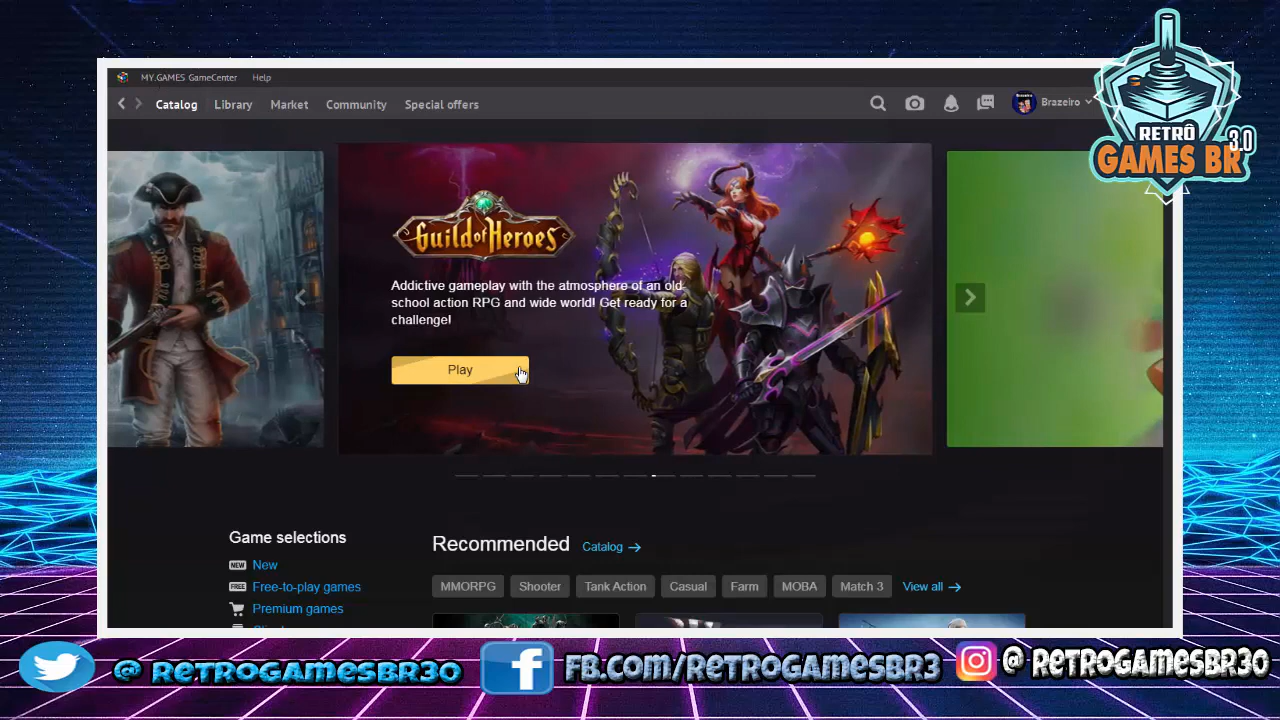 MY.GAMES GameCenter Help
Catalog Library Market Community Special offers
Brazeiro
RETRÔ
GAMES BR
3.0
Guild of Heroes
Addictive gameplay with the atmosphere of an old-
school action RPG and wide world! Get ready for a
challenge!
Play
Game selections
NEW New
FREE Free-to-play games
Premium games
Recommended Catalog →
MMORPG Shooter Tank Action Casual Farm MOBA Match 3 View all →
@ RETROGAMESBR30
FB.COM/RETROGAMESBR3
@ RETROGAMESBR30